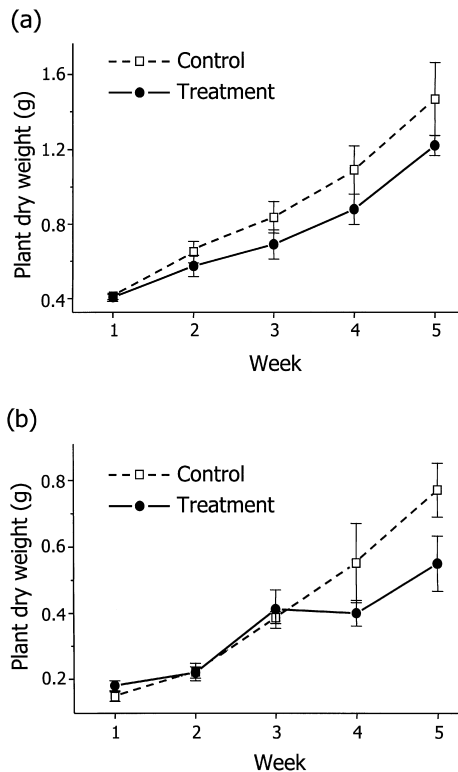 (a)
Control
Treatment
Plant dry weight (g)
1.6
1.2
0.8
0.4
1 2 3 4 5
Week
(b)
Control
Treatment
Plant dry weight (g)
0.8
0.6
0.4
0.2
1 2 3 4 5
Week